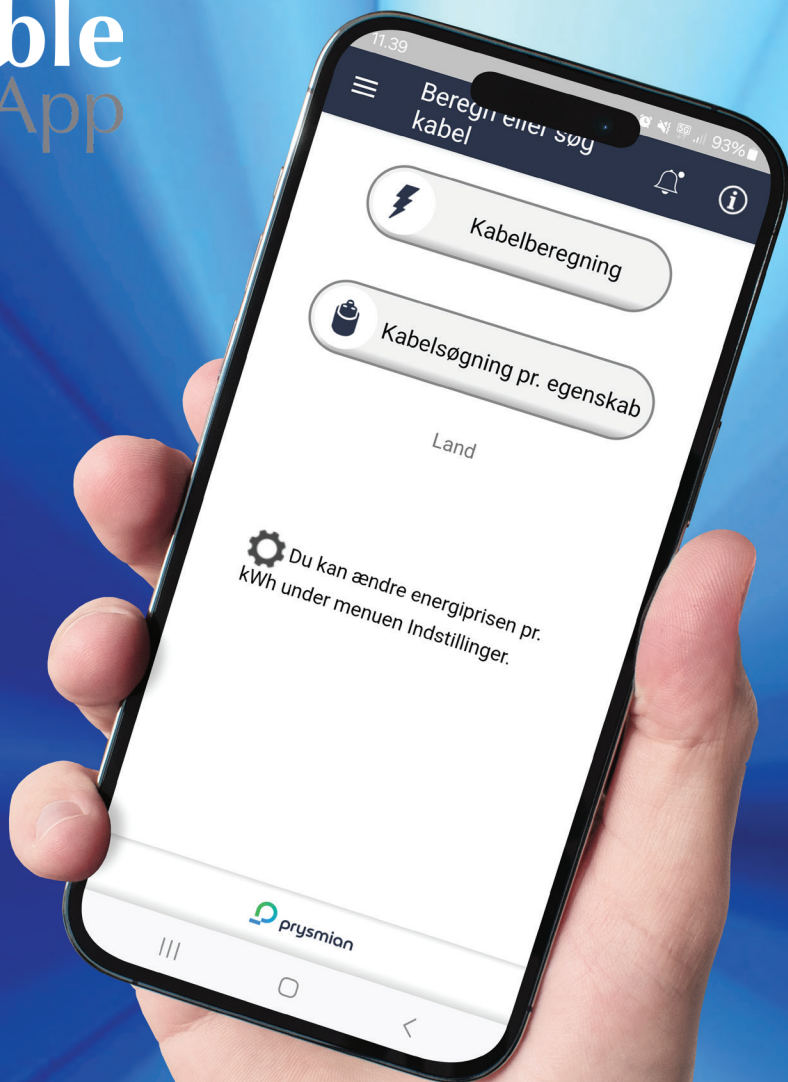 ble
App
11.39
93%
Beregn eller søg
kabel
Kabelberegning
Kabelsøgning pr. egenskab
Land
Du kan ændre energiprisen pr.
kWh under menuen Indstillinger.
prysmian